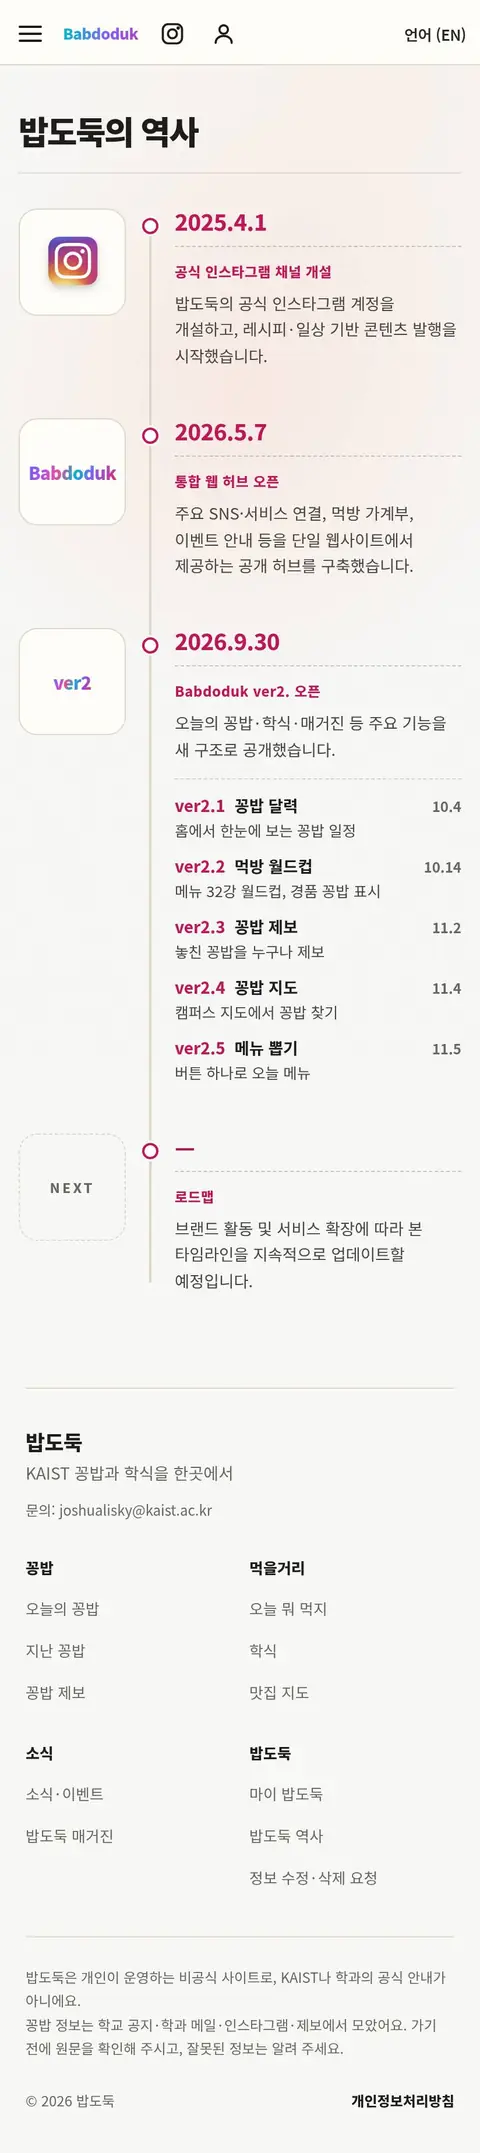 Babdoduk
언어 (EN)
밥도둑의 역사
2025.4.1
공식 인스타그램 채널 개설
밥도둑의 공식 인스타그램 계정을
개설하고, 레시피·일상 기반 콘텐츠 발행을
시작했습니다.
Babdoduk
2026.5.7
통합 웹 허브 오픈
주요 SNS·서비스 연결, 먹방 가계부,
이벤트 안내 등을 단일 웹사이트에서
제공하는 공개 허브를 구축했습니다.
ver2
2026.9.30
Babdoduk ver2. 오픈
오늘의 꽁밥·학식·매거진 등 주요 기능을
새 구조로 공개했습니다.
ver2.1 꽁밥 달력 10.4
홈에서 한눈에 보는 꽁밥 일정
ver2.2 먹방 월드컵 10.14
메뉴 32강 월드컵, 경품 꽁밥 표시
ver2.3 꽁밥 제보 11.2
놓친 꽁밥을 누구나 제보
ver2.4 꽁밥 지도 11.4
캠퍼스 지도에서 꽁밥 찾기
ver2.5 메뉴 뽑기 11.5
버튼 하나로 오늘 메뉴
NEXT
—
로드맵
브랜드 활동 및 서비스 확장에 따라 본
타임라인을 지속적으로 업데이트할
예정입니다.
밥도둑
KAIST 꽁밥과 학식을 한곳에서
문의: joshualisky@kaist.ac.kr
꽁밥
오늘의 꽁밥
지난 꽁밥
꽁밥 제보
먹을거리
오늘 뭐 먹지
학식
맛집 지도
소식
소식·이벤트
밥도둑 매거진
밥도둑
마이 밥도둑
밥도둑 역사
정보 수정·삭제 요청
밥도둑은 개인이 운영하는 비공식 사이트로, KAIST나 학과의 공식 안내가
아니에요.
꽁밥 정보는 학교 공지·학과 메일·인스타그램·제보에서 모았어요. 가기
전에 원문을 확인해 주시고, 잘못된 정보는 알려 주세요.
© 2026 밥도둑
개인정보처리방침